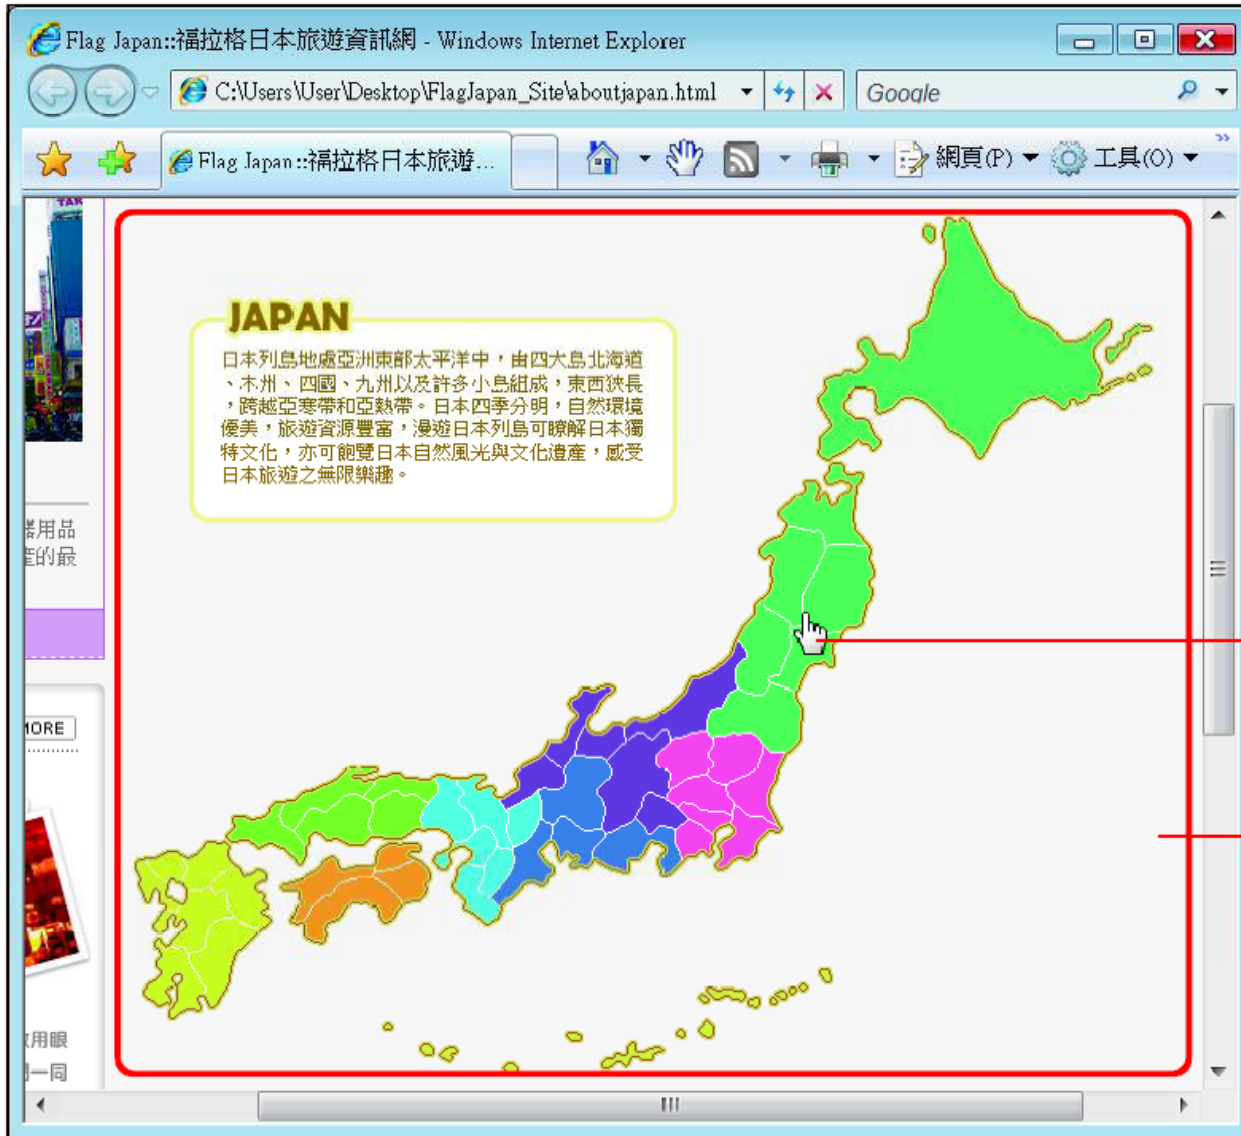 Flag Japan::福拉格日本旅遊資訊網 - Windows Internet Explorer
C:\Users\User\Desktop\FlagJapan_Site\aboutjapan.html
Google
Flag Japan::福拉格日本旅遊...
網頁(P)
工具(O)
TAK
JAPAN
日本列島地處亞洲東部太平洋中，由四大島北海道
、本州、四國、九州以及許多小島組成，東西狹長
，跨越亞寒帶和亞熱帶。日本四季分明，自然環境
優美，旅遊資源豐富，漫遊日本列島可瞭解日本獨
特文化，亦可飽覽日本自然風光與文化遺產，感受
日本旅遊之無限樂趣。
用品
的最
MORE
用眼
一同